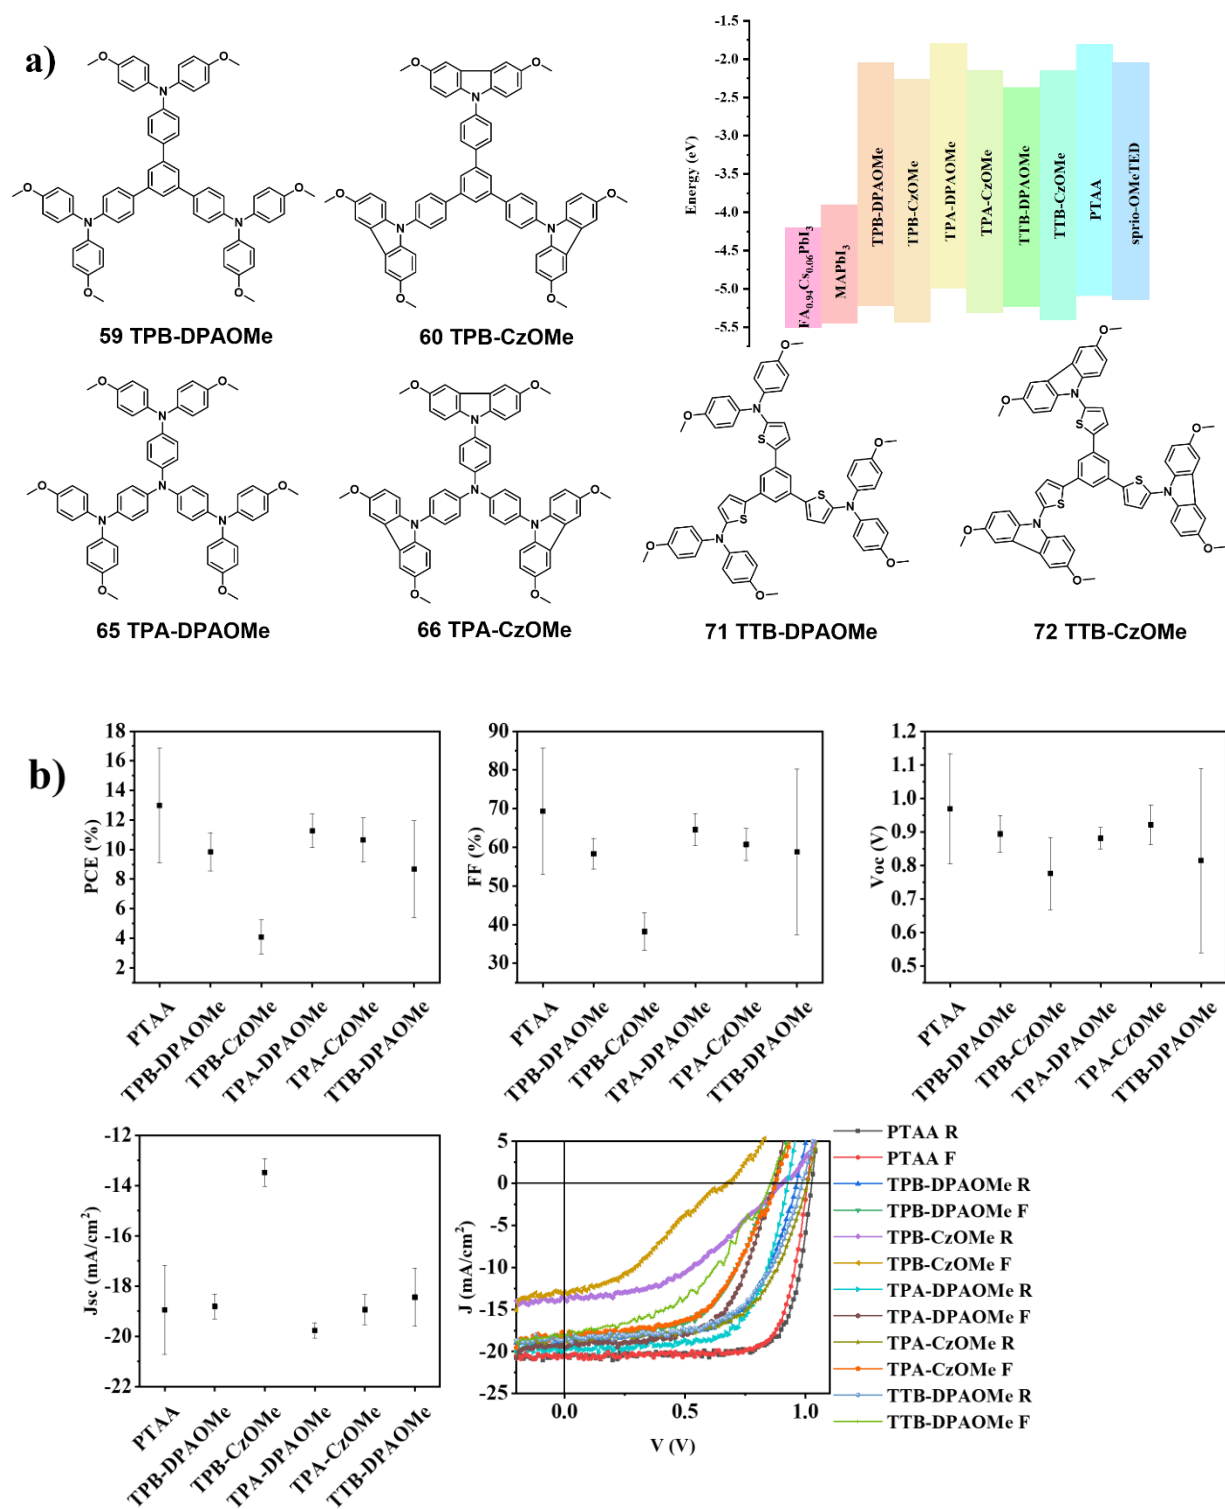 a)
59 TPB-DPAOMe
60 TPB-CzOMe
65 TPA-DPAOMe
66 TPA-CzOMe
71 TTB-DPAOMe
72 TTB-CzOMe
Energy (eV)
-1.5
-2.0
-2.5
-3.0
-3.5
-4.0
-4.5
-5.0
-5.5
FA0.94Cs0.06PbI3
MAPbI3
TPB-DPAOMe
TPB-CzOMe
TPA-DPAOMe
TPA-CzOMe
TTB-DPAOMe
TTB-CzOMe
PTAA
sprio-OMeTED
b)
PCE (%)
18
16
14
12
10
8
6
4
2
PTAA
TPB-DPAOMe
TPB-CzOMe
TPA-DPAOMe
TPA-CzOMe
TTB-DPAOMe
FF (%)
90
80
70
60
50
40
30
PTAA
TPB-DPAOMe
TPB-CzOMe
TPA-DPAOMe
TPA-CzOMe
TTB-DPAOMe
Voc (V)
1.2
1.1
1.0
0.9
0.8
0.7
0.6
0.5
PTAA
TPB-DPAOMe
TPB-CzOMe
TPA-DPAOMe
TPA-CzOMe
TTB-DPAOMe
Jsc (mA/cm²)
-12
-14
-16
-18
-20
-22
PTAA
TPB-DPAOMe
TPB-CzOMe
TPA-DPAOMe
TPA-CzOMe
TTB-DPAOMe
J (mA/cm²)
5
0
-5
-10
-15
-20
-25
0.0
0.5
1.0
V (V)
PTAA R
PTAA F
TPB-DPAOMe R
TPB-DPAOMe F
TPB-CzOMe R
TPB-CzOMe F
TPA-DPAOMe R
TPA-DPAOMe F
TPA-CzOMe R
TPA-CzOMe F
TTB-DPAOMe R
TTB-DPAOMe F